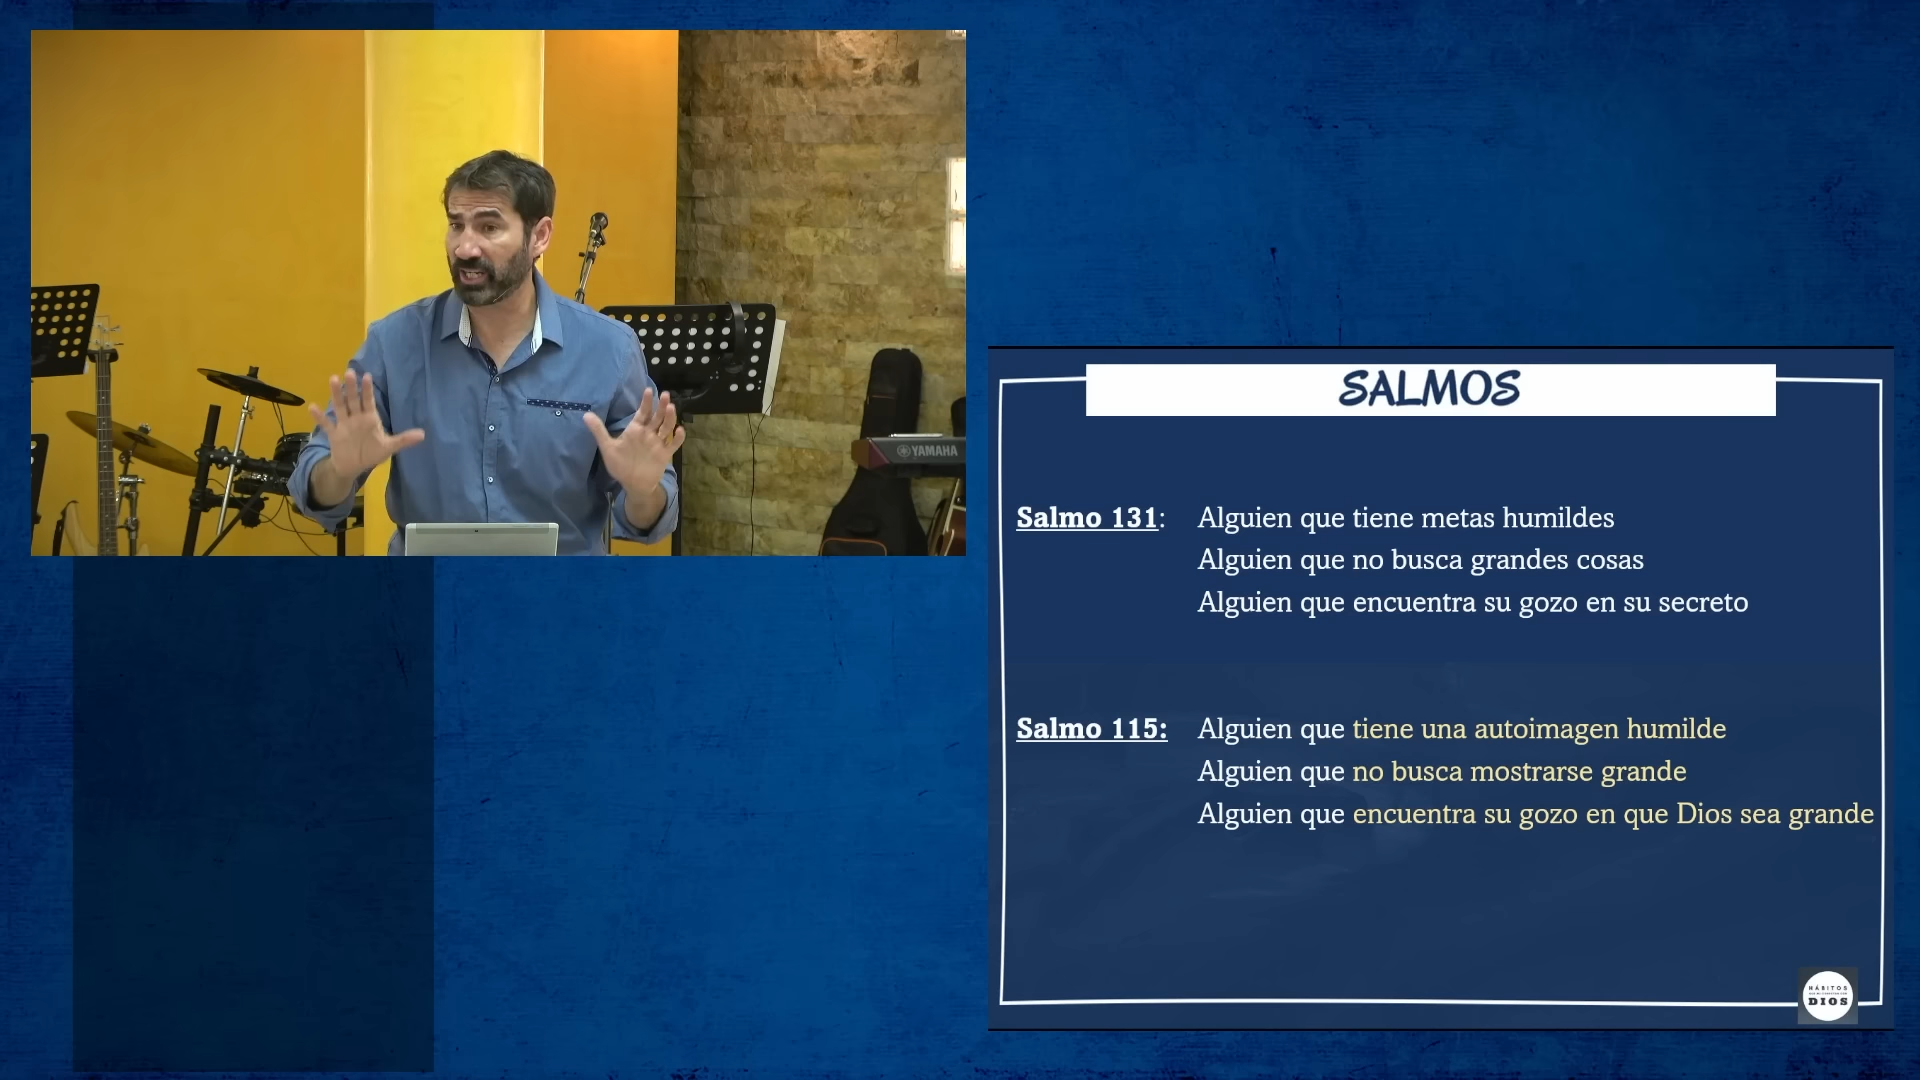 YAMAHA
SALMOS
Salmo 131: Alguien que tiene metas humildes
Alguien que no busca grandes cosas
Alguien que encuentra su gozo en su secreto
Salmo 115: Alguien que tiene una autoimagen humilde
Alguien que no busca mostrarse grande
Alguien que encuentra su gozo en que Dios sea grande
HÁBITOS
DIOS